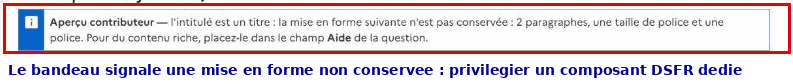 Aperçu contributeur — l'intitulé est un titre : la mise en forme suivante n'est pas conservée : 2 paragraphes, une taille de police et une
police. Pour du contenu riche, placez-le dans le champ Aide de la question.
Le bandeau signale une mise en forme non conservee : privilegier un composant DSFR dedie